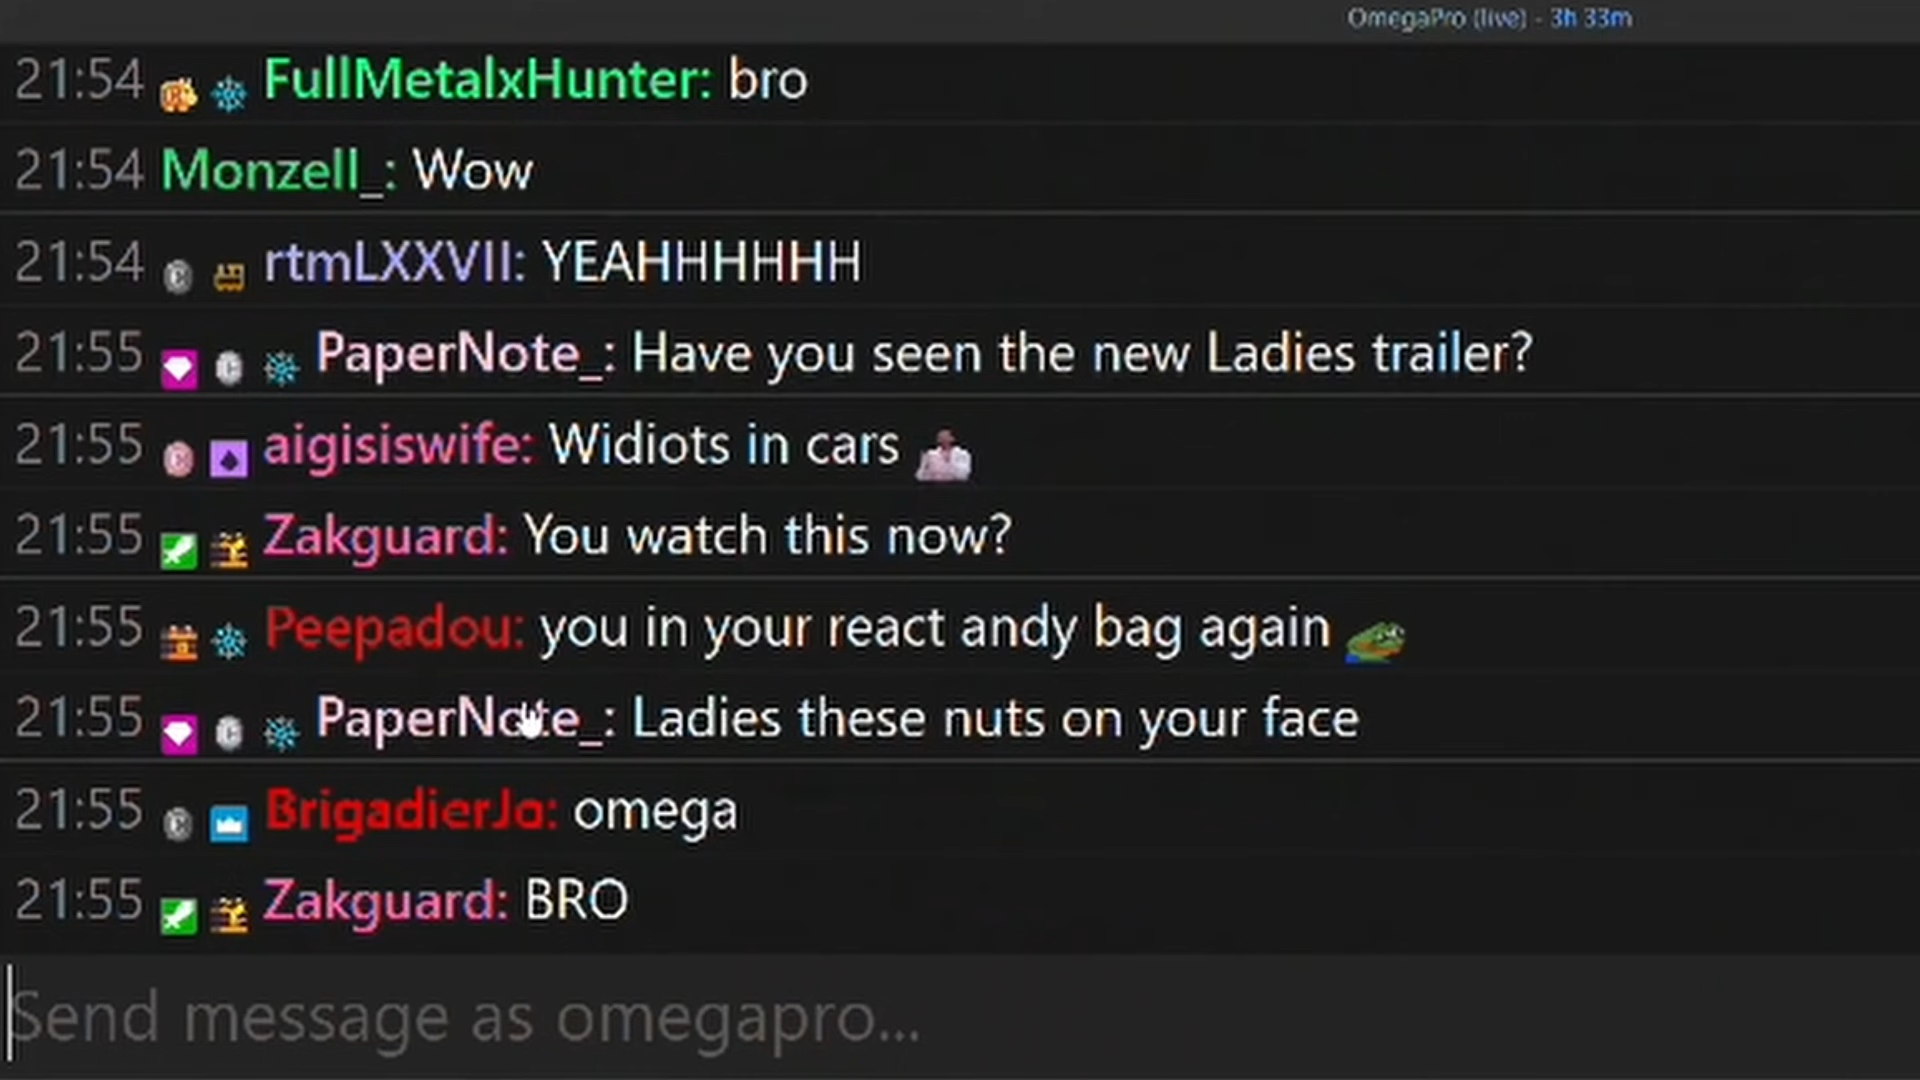 OmegaPro (live) - 3h 33m
21:54 FullMetalxHunter: bro
21:54 Monzell_: Wow
21:54 rtmLXXVII: YEAHHHHHH
21:55 PaperNote_: Have you seen the new Ladies trailer?
21:55 aigisiswife: Widiots in cars
21:55 Zakguard: You watch this now?
21:55 Peepadou: you in your react andy bag again
21:55 PaperNote_: Ladies these nuts on your face
21:55 BrigadierJo: omega
21:55 Zakguard: BRO
Send message as omegapro...